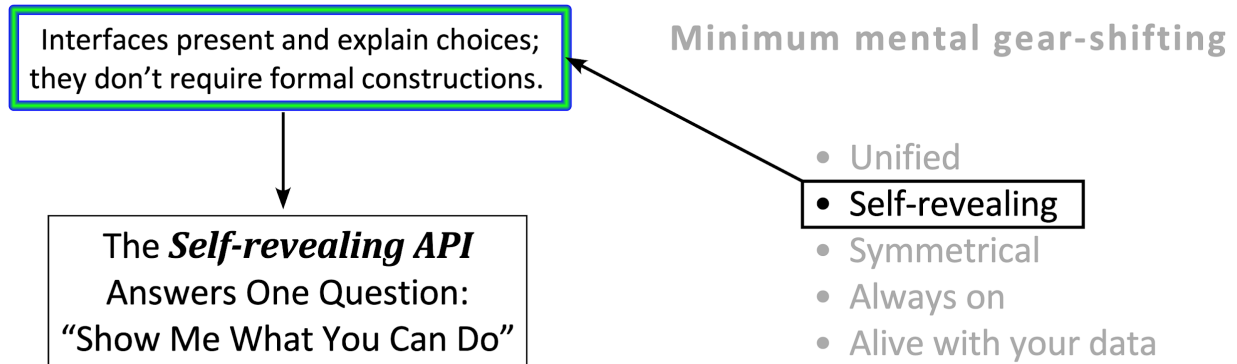 Interfaces present and explain choices;
they don’t require formal constructions.
Minimum mental gear-shifting
• Unified
• Self-revealing
• Symmetrical
• Always on
• Alive with your data
The Self-revealing API
Answers One Question:
“Show Me What You Can Do”